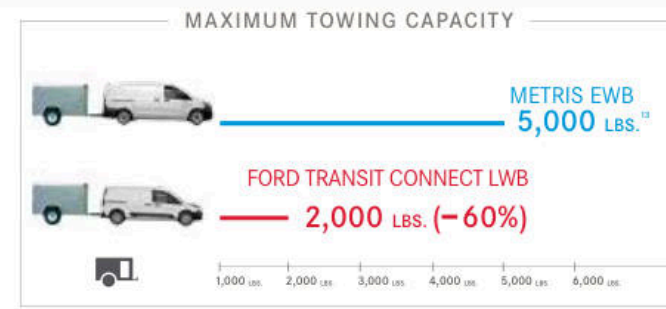 MAXIMUM TOWING CAPACITY
METRIS EWB
5,000 LBS.¹³
FORD TRANSIT CONNECT LWB
2,000 LBS. (−60%)
1,000 LBS. 2,000 LBS. 3,000 LBS. 4,000 LBS. 5,000 LBS. 6,000 LBS.